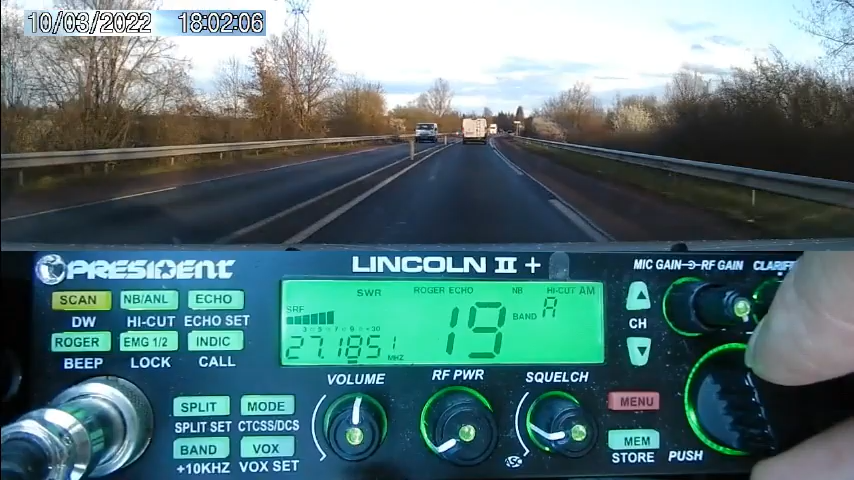 10/03/2022 18:02:06
PRESIDENT LINCOLN II + MIC GAIN RF GAIN CLARIF
SCAN NB/ANL ECHO
DW HI-CUT ECHO SET
ROGER EMG 1/2 INDIC
BEEP LOCK CALL
SWR ROGER ECHO NB HI-CUT AM
SRF
19 BAND A
27.1851 MHZ
CH
VOLUME RF PWR SQUELCH
SPLIT MODE
SPLIT SET CTCSS/DCS
BAND VOX
+10KHZ VOX SET
ASC
MENU
MEM
STORE PUSH